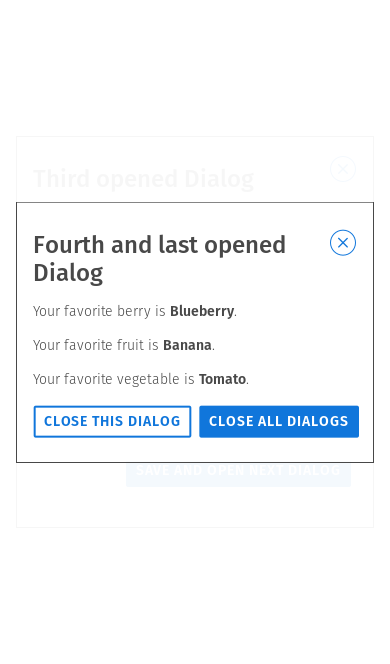 Third opened Dialog
Fourth and last opened
Dialog
Your favorite berry is Blueberry.
Your favorite fruit is Banana.
Your favorite vegetable is Tomato.
CLOSE THIS DIALOG
CLOSE ALL DIALOGS
SAVE AND OPEN NEXT DIALOG